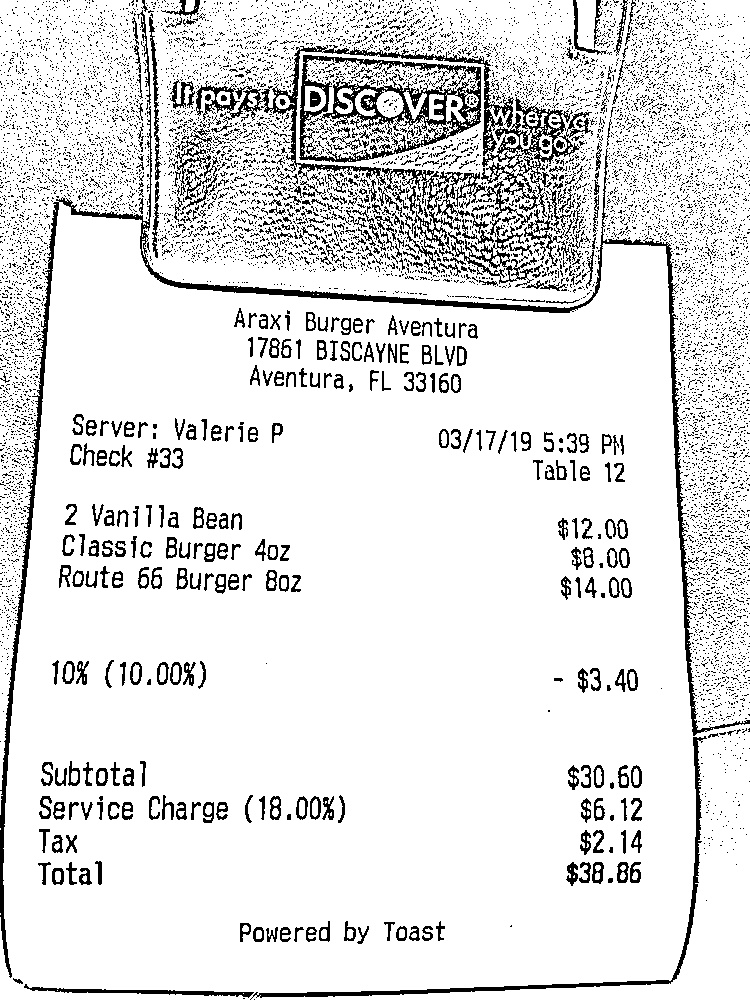 It pays to DISCOVER® wherever you go
Araxi Burger Aventura
17861 BISCAYNE BLVD
Aventura, FL 33160
Server: Valerie P 03/17/19 5:39 PM
Check #33 Table 12
2 Vanilla Bean $12.00
Classic Burger 4oz $8.00
Route 66 Burger 8oz $14.00
10% (10.00%) - $3.40
Subtotal $30.60
Service Charge (18.00%) $6.12
Tax $2.14
Total $38.86
Powered by Toast